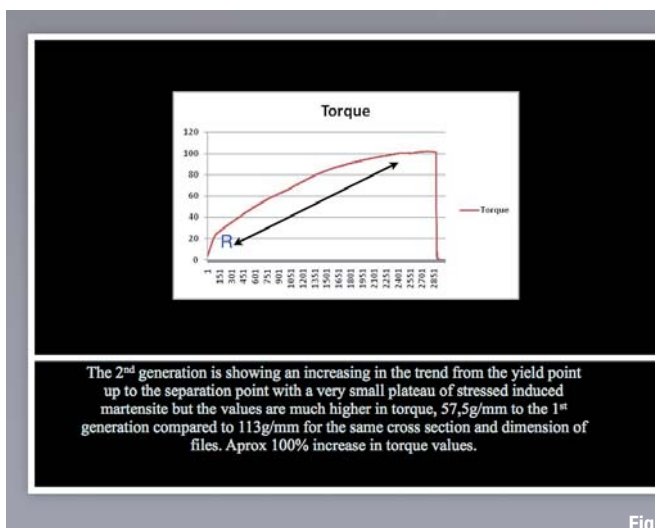 Torque
120
100
80
60
40
20
0
R
Torque
1 151 301 451 601 751 901 1051 1201 1351 1501 1651 1801 1951 2101 2251 2401 2551 2701 2851
The 2nd generation is showing an increasing in the trend from the yield point
up to the separation point with a very small plateau of stressed induced
martensite but the values are much higher in torque, 57,5g/mm to the 1st
generation compared to 113g/mm for the same cross section and dimension of
files. Aprox 100% increase in torque values.
Fig